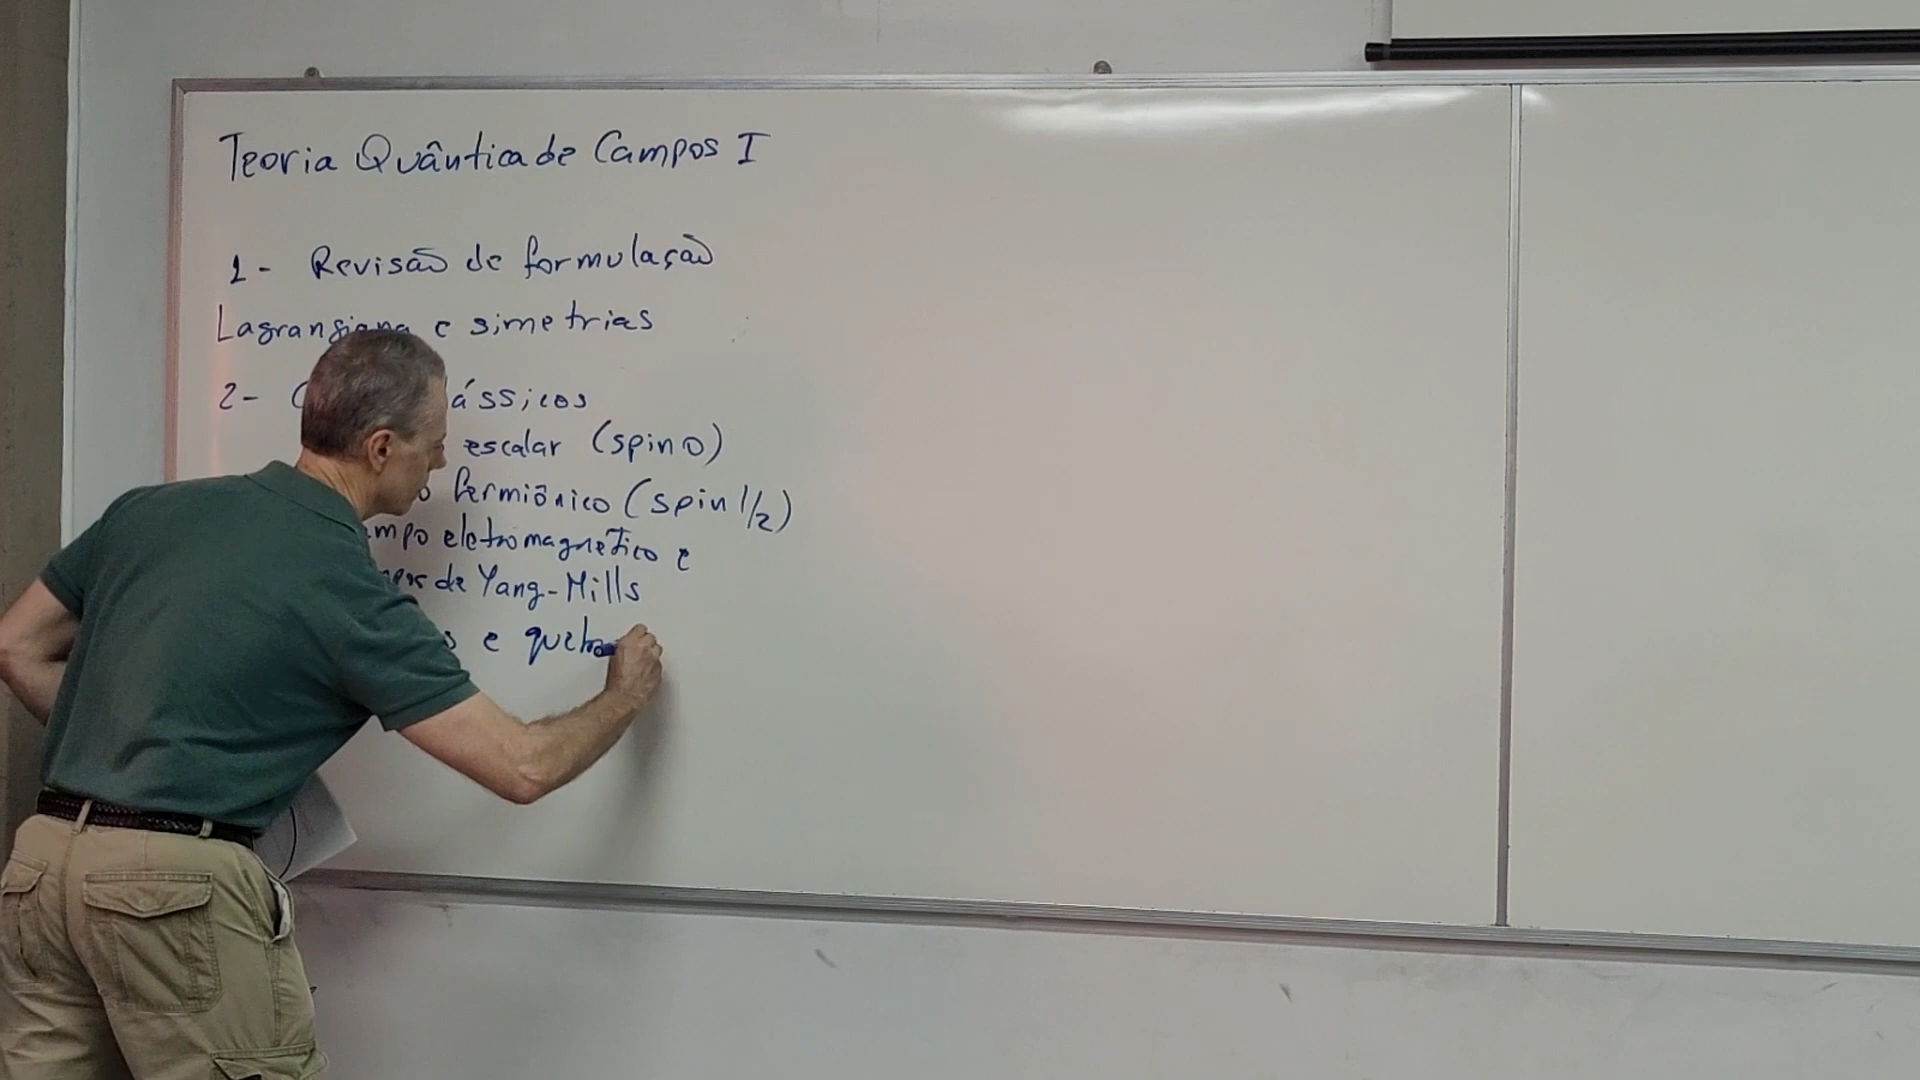 Teoria Quântica de Campos I
1 - Revisão de formulação
Lagrangiana e simetrias
2 -
escalar (spin 0)
fermiônico (spin 1/2)
eletromagnético e
de Yang-Mills
e